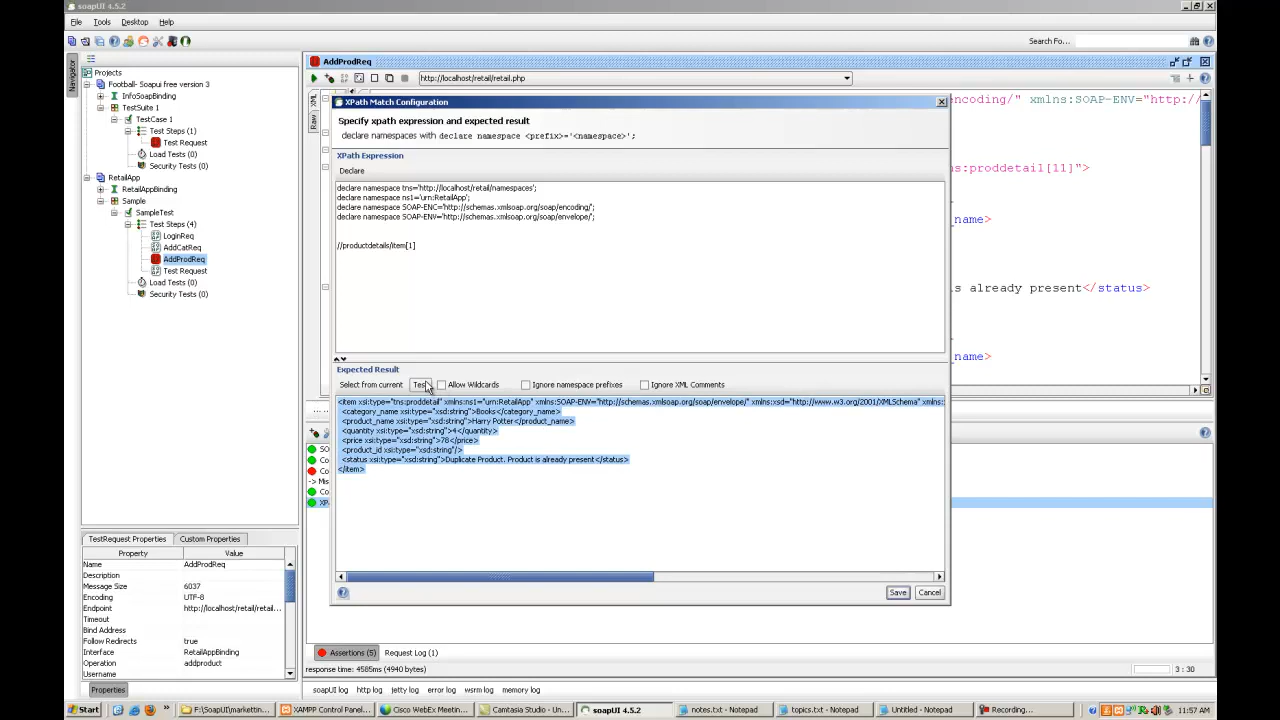 soapUI 4.5.2
File Tools Desktop Help
Search Fo...
Navigator
Projects
Football- Soapui free version 3
InfoSoapBinding
TestSuite 1
TestCase 1
Test Steps (1)
Test Request
Load Tests (0)
Security Tests (0)
RetailApp
RetailAppBinding
Sample
SampleTest
Test Steps (4)
LoginReq
AddCatReq
AddProdReq
Test Request
Load Tests (0)
Security Tests (0)
TestRequest Properties Custom Properties
Property Value
Name AddProdReq
Description
Message Size 6037
Encoding UTF-8
Endpoint http://localhost/retail/retail...
Timeout
Bind Address
Follow Redirects true
Interface RetailAppBinding
Operation addproduct
Username
Properties
AddProdReq
http://localhost/retail/retail.php
XML
Raw
encoding/" xmlns:SOAP-ENV="http://
s:proddetail[11]">
_name>
s already present</status>
_name>
XPath Match Configuration
Specify xpath expression and expected result
declare namespaces with declare namespace <prefix>='<namespace>';
XPath Expression
Declare
declare namespace tns='http://localhost/retail/namespaces';
declare namespace ns1='urn:RetailApp';
declare namespace SOAP-ENC='http://schemas.xmlsoap.org/soap/encoding/';
declare namespace SOAP-ENV='http://schemas.xmlsoap.org/soap/envelope/';
//productdetails/item[1]
Expected Result
Select from current Test Allow Wildcards Ignore namespace prefixes Ignore XML Comments
<item xsi:type="tns:proddetail" xmlns:ns1="urn:RetailApp" xmlns:SOAP-ENV="http://schemas.xmlsoap.org/soap/envelope/" xmlns:xsd="http://www.w3.org/2001/XMLSchema" xmlns:
<category_name xsi:type="xsd:string">Books</category_name>
<product_name xsi:type="xsd:string">Harry Potter</product_name>
<quantity xsi:type="xsd:string">4</quantity>
<price xsi:type="xsd:string">78</price>
<product_id xsi:type="xsd:string"/>
<status xsi:type="xsd:string">Duplicate Product. Product is already present</status>
</item>
Save Cancel
SO
Co
Co
-> Mis
Co
XP
Assertions (5) Request Log (1)
response time: 4585ms (4940 bytes)
3 : 30
soapUI log http log jetty log error log wsrm log memory log
Start F:\SoapUI\marketting... XAMPP Control Panel... Cisco WebEx Meetin... Camtasia Studio - Un... soapUI 4.5.2 notes.txt - Notepad topics.txt - Notepad Untitled - Notepad Recording... 11:57 AM